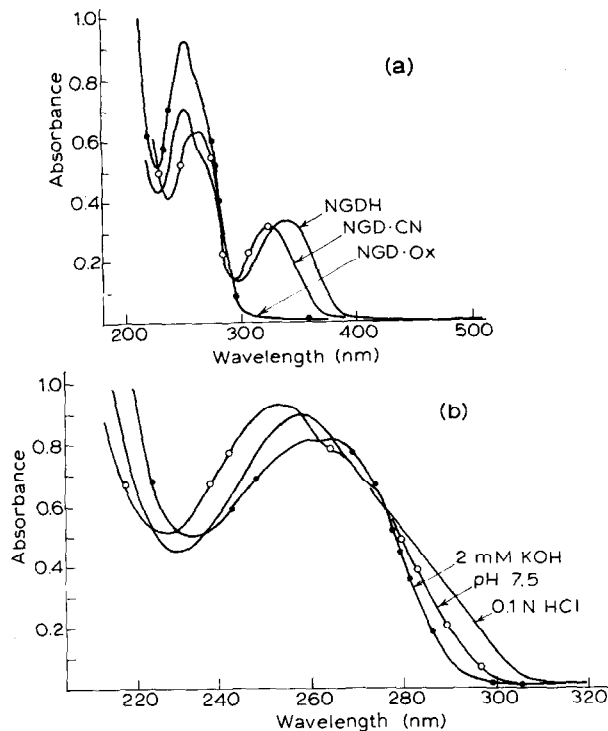 (a)
1.0
0.8
0.6
0.4
0.2
Absorbance
NGDH
NGD·CN
NGD·Ox
200
300
400
500
Wavelength (nm)
(b)
1.0
0.8
0.6
0.4
0.2
Absorbance
2 mM KOH
pH 7.5
0.1N HCl
220
240
260
280
300
320
Wavelength (nm)